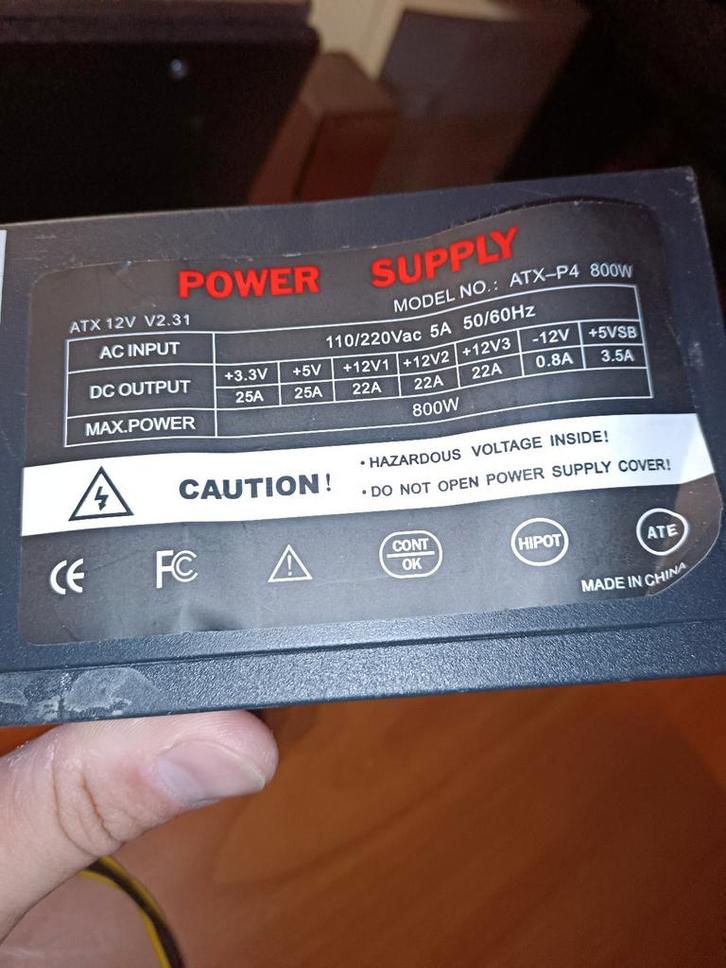 POWER SUPPLY
ATX 12V V2.31
MODEL NO.: ATX-P4 800W
AC INPUT 110/220Vac 5A 50/60Hz
DC OUTPUT +3.3V +5V +12V1 +12V2 +12V3 -12V +5VSB
25A 25A 22A 22A 22A 0.8A 3.5A
MAX.POWER 800W
CAUTION!
• HAZARDOUS VOLTAGE INSIDE!
• DO NOT OPEN POWER SUPPLY COVER!
CE FC CONT OK HIPOT ATE
MADE IN CHINA